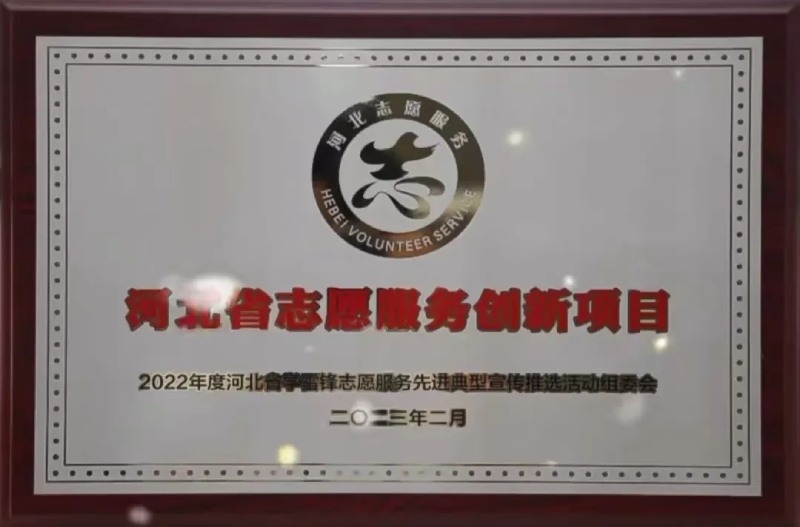 河北志愿服务
志
HEBEI VOLUNTEER SERVICE
河北省志愿服务创新项目
2022年度河北省学雷锋志愿服务先进典型宣传推选活动组委会
二〇二三年二月